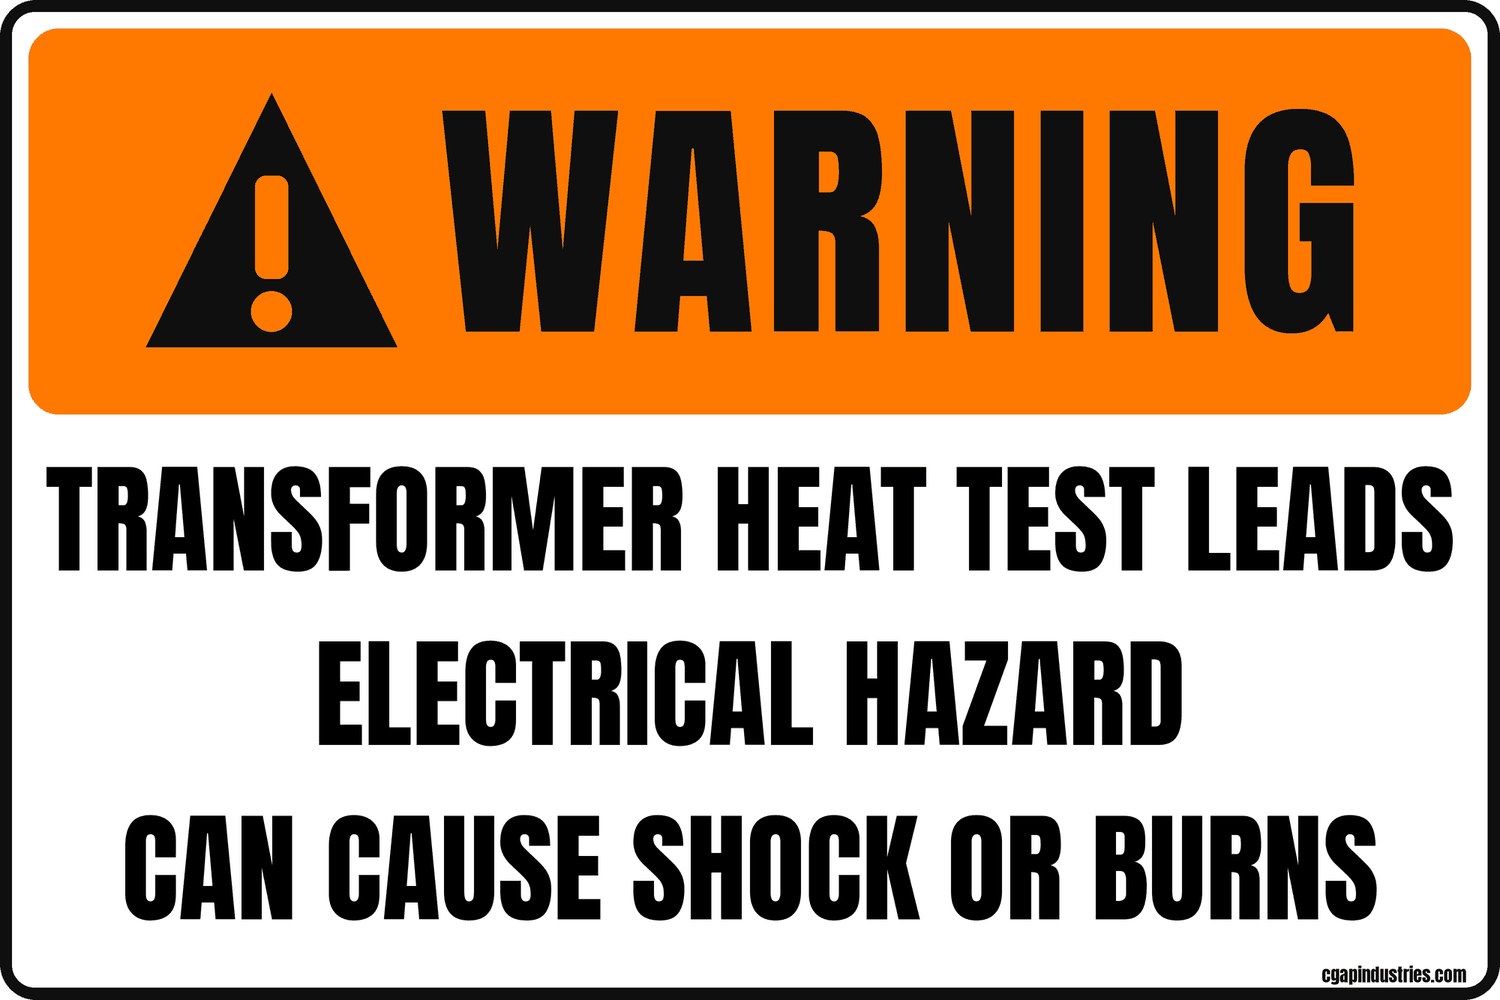 WARNING
TRANSFORMER HEAT TEST LEADS
ELECTRICAL HAZARD
CAN CAUSE SHOCK OR BURNS
cgapindustries.com